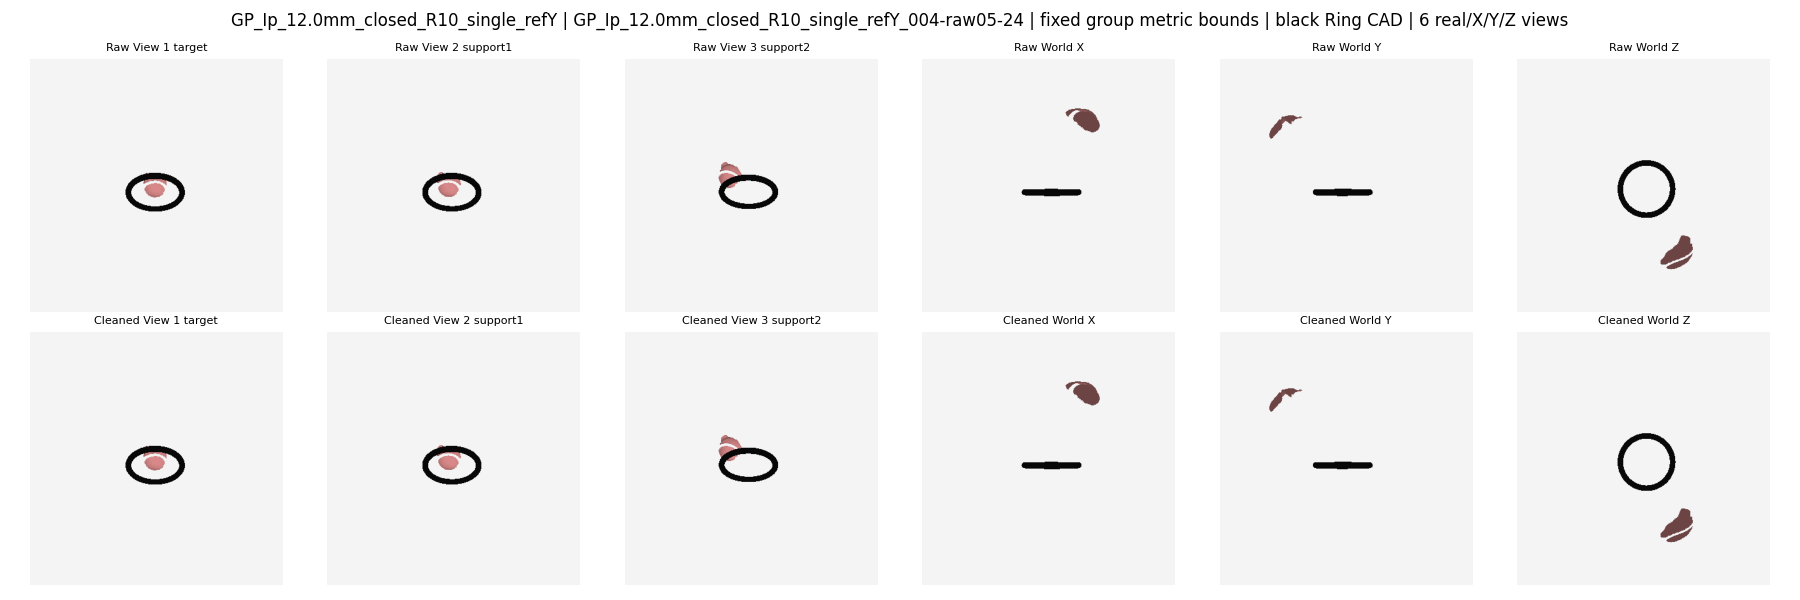 GP_Ip_12.0mm_closed_R10_single_refY | GP_Ip_12.0mm_closed_R10_single_refY_004-raw05-24 | fixed group metric bounds | black Ring CAD | 6 real/X/Y/Z views
Raw View 1 target
Raw View 2 support1
Raw View 3 support2
Raw World X
Raw World Y
Raw World Z
Cleaned View 1 target
Cleaned View 2 support1
Cleaned View 3 support2
Cleaned World X
Cleaned World Y
Cleaned World Z